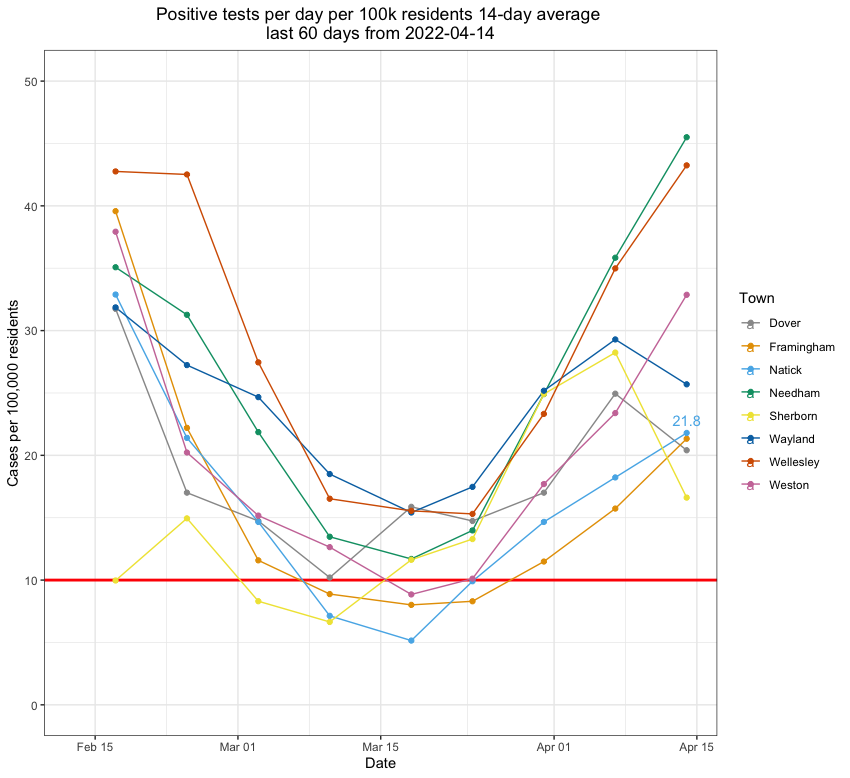 Positive tests per day per 100k residents 14-day average
last 60 days from 2022-04-14
Cases per 100,000 residents
50
40
30
20
10
0
21.8
Feb 15
Mar 01
Mar 15
Apr 01
Apr 15
Date
Town
a Dover
a Framingham
a Natick
a Needham
a Sherborn
a Wayland
a Wellesley
a Weston